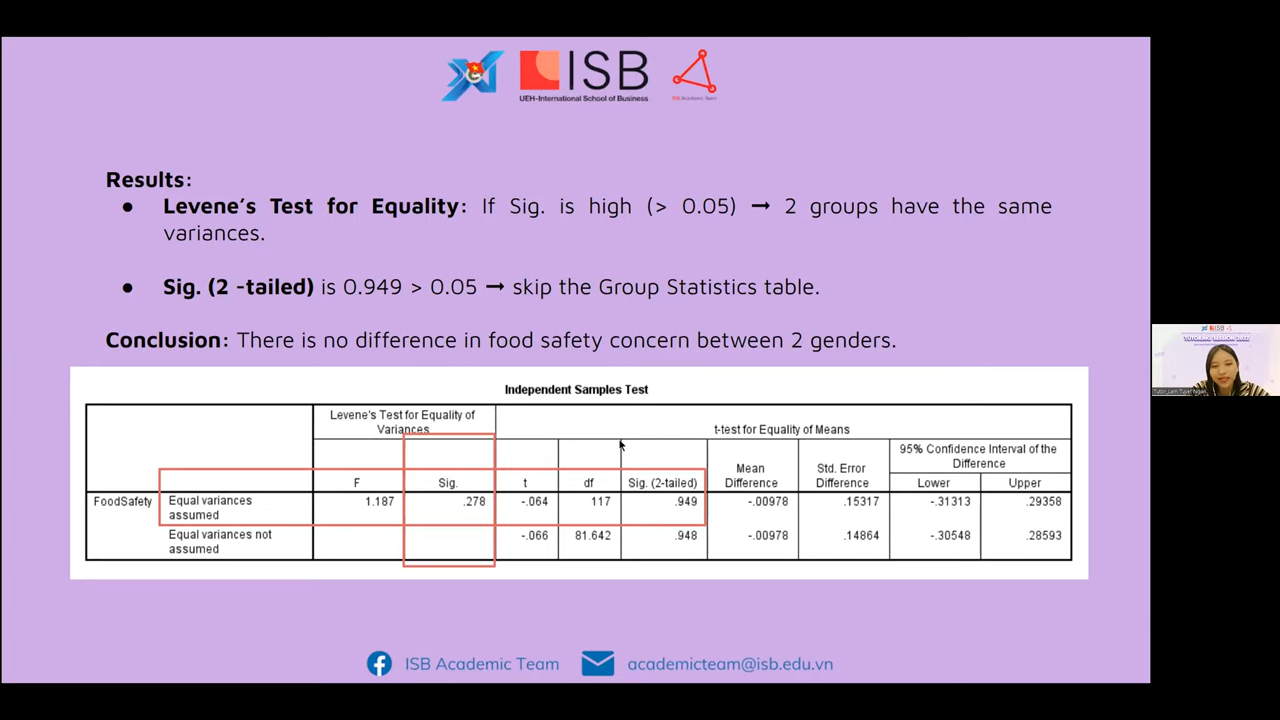 ISB
UEH-International School of Business
ISB Academic Team
Results:
● Levene's Test for Equality: If Sig. is high (> 0.05) ➞ 2 groups have the same
variances.
● Sig. (2 -tailed) is 0.949 > 0.05 ➞ skip the Group Statistics table.
Conclusion: There is no difference in food safety concern between 2 genders.
Independent Samples Test
Levene's Test for Equality of
Variances
t-test for Equality of Means
95% Confidence Interval of the
Difference
Mean
Difference
Std. Error
Difference
F Sig. t df Sig. (2-tailed) Lower Upper
FoodSafety Equal variances
assumed
1.187 .278 -.064 117 .949 -.00978 .15317 -.31313 .29358
Equal variances not
assumed
-.066 81.642 .948 -.00978 .14864 -.30548 .28593
ISB Academic Team academicteam@isb.edu.vn